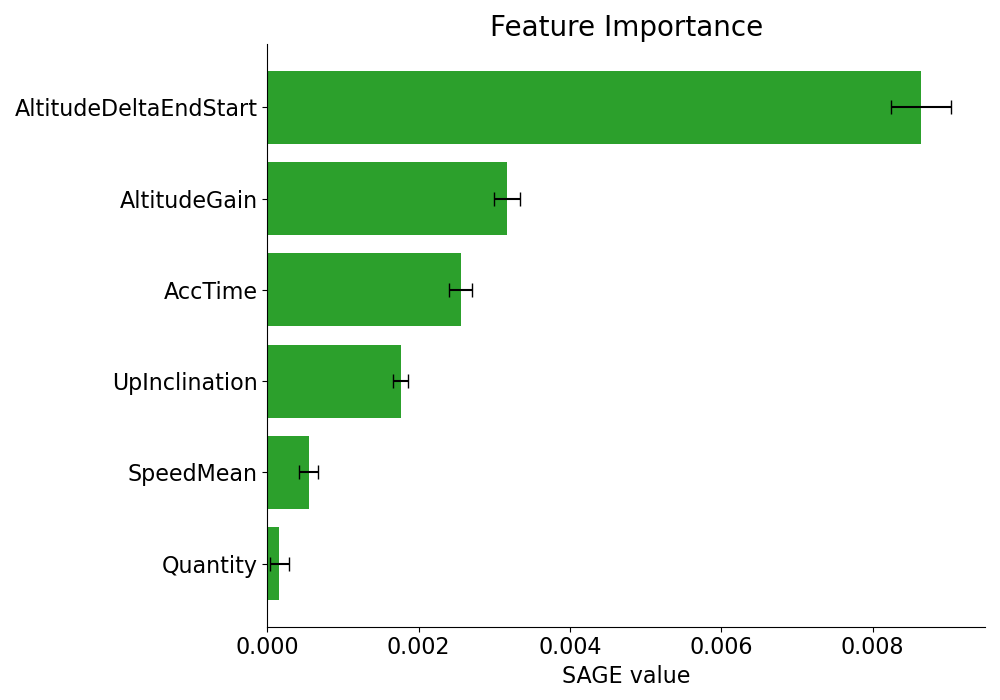 Feature Importance
AltitudeDeltaEndStart
AltitudeGain
AccTime
UpInclination
SpeedMean
Quantity
0.000 0.002 0.004 0.006 0.008
SAGE value